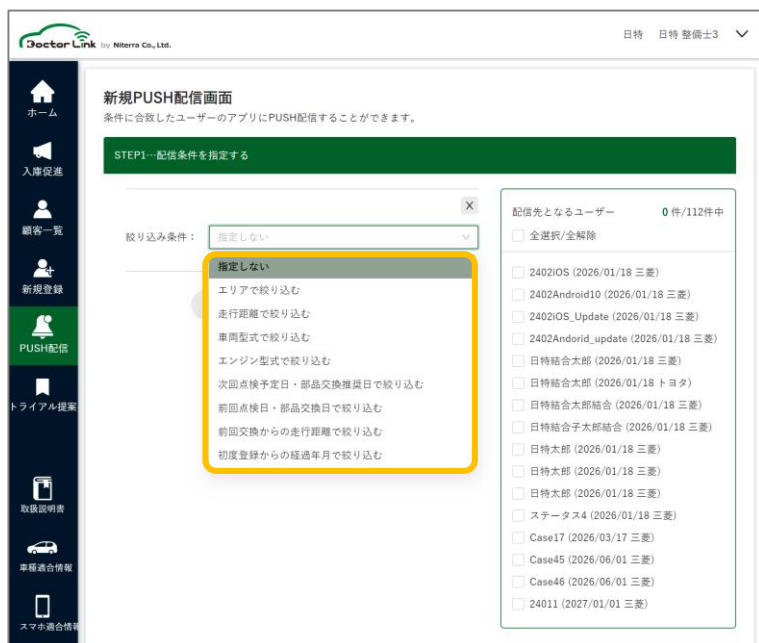 Doctor Link by Niterra Co., Ltd.
日特 日特 整備士3
ホーム
入庫促進
顧客一覧
新規登録
PUSH配信
トライアル提案
取扱説明書
車種適合情報
スマホ適合情報
新規PUSH配信画面
条件に合致したユーザーのアプリにPUSH配信することができます。
STEP1…配信条件を指定する
X
絞り込み条件：
指定しない
指定しない
エリアで絞り込む
走行距離で絞り込む
車両型式で絞り込む
エンジン型式で絞り込む
次回点検予定日・部品交換推奨日で絞り込む
前回点検日・部品交換日で絞り込む
前回交換からの走行距離で絞り込む
初度登録からの経過年月で絞り込む
配信先となるユーザー 0 件/112件中
全選択/全解除
2402iOS (2026/01/18 三菱)
2402Android10 (2026/01/18 三菱)
2402iOS_Update (2026/01/18 三菱)
2402Andorid_update (2026/01/18 三菱)
日特結合太郎 (2026/01/18 三菱)
日特結合太郎 (2026/01/18 トヨタ)
日特結合太郎結合 (2026/01/18 三菱)
日特結合子太郎結合 (2026/01/18 三菱)
日特太郎 (2026/01/18 三菱)
日特太郎 (2026/01/18 三菱)
日特太郎 (2026/01/18 三菱)
ステータス4 (2026/01/18 三菱)
Case17 (2026/03/17 三菱)
Case45 (2026/06/01 三菱)
Case46 (2026/06/01 三菱)
24011 (2027/01/01 三菱)